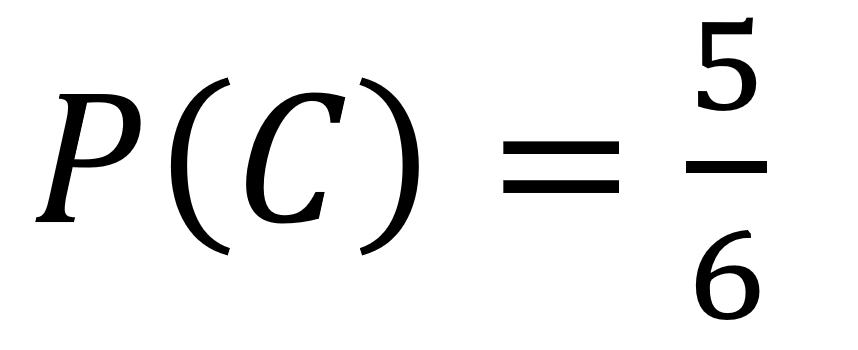 P(C) = 5/6